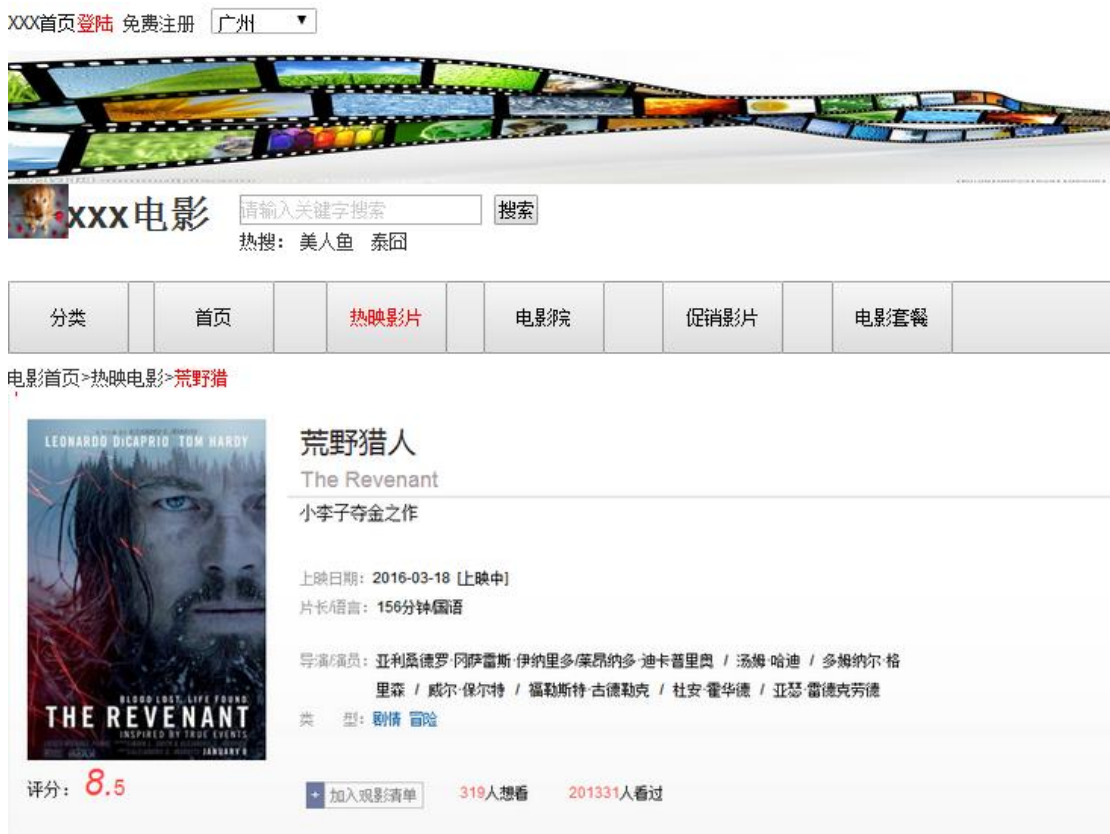 XXX首页登陆 免费注册 广州
xxx电影
请输入关键字搜索 搜索
热搜： 美人鱼 泰囧
分类 首页 热映影片 电影院 促销影片 电影套餐
电影首页>热映电影>荒野猎
LEONARDO DiCAPRIO TOM HARDY
BLOOD LOST. LIFE FOUND.
THE REVENANT
INSPIRED BY TRUE EVENTS
JANUARY 8
评分： 8.5
荒野猎人
The Revenant
小李子夺金之作
上映日期： 2016-03-18 [上映中]
片长/语言： 156分钟/国语
导演/演员： 亚利桑德罗·冈萨雷斯·伊纳里多/莱昂纳多·迪卡普里奥 / 汤姆·哈迪 / 多姆纳尔·格
里森 / 威尔·保尔特 / 福勒斯特·古德勒克 / 杜安·霍华德 / 亚瑟·雷德克劳德
类 型： 剧情 冒险
+ 加入观影清单 319人想看 201331人看过